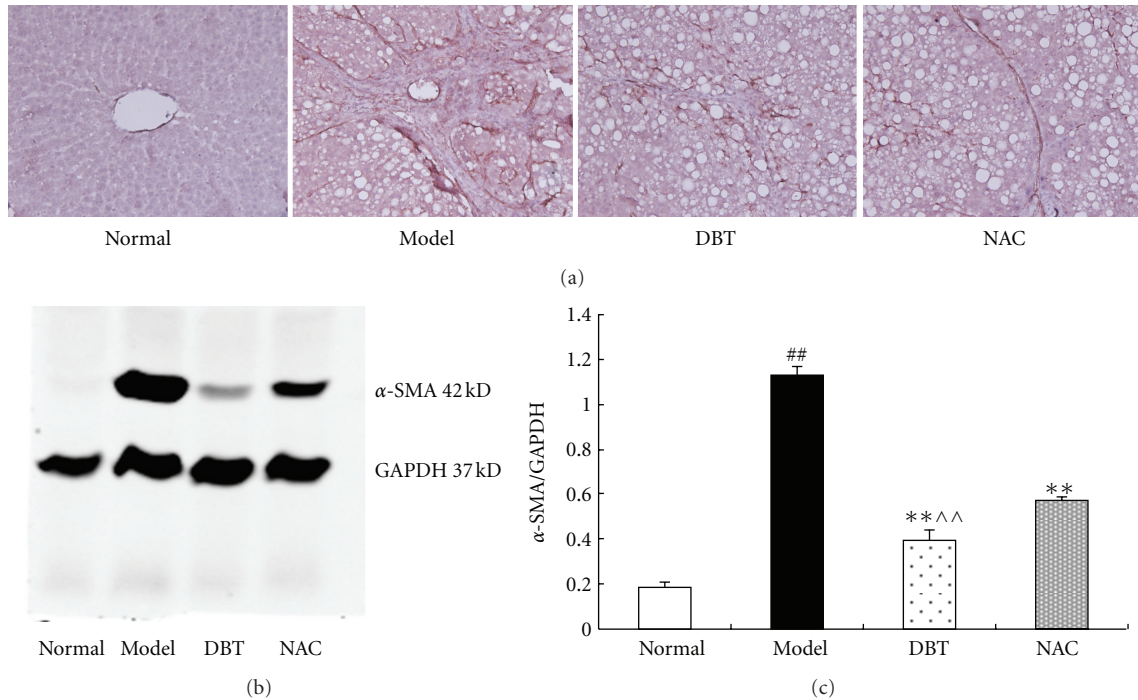 Normal Model DBT NAC
(a)
α-SMA 42 kD
GAPDH 37 kD
Normal Model DBT NAC
(b)
α-SMA/GAPDH
1.4
1.2
1
0.8
0.6
0.4
0.2
0
##
**^^
**
Normal Model DBT NAC
(c)